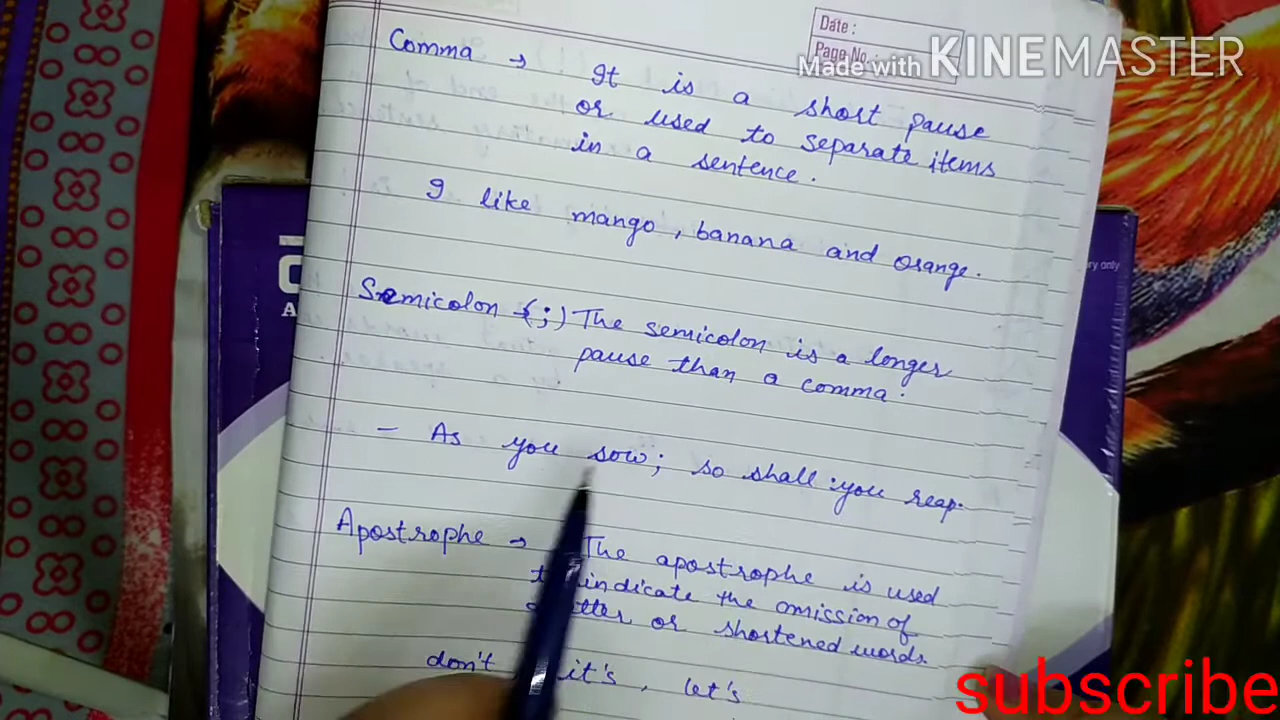 Date :
Page No :
Made with KINEMASTER
Comma → It is a short pause
or used to separate items
in a sentence.
I like mango, banana and orange.
Semicolon → (;) The semicolon is a longer
pause than a comma.
- As you sow; so shall you reap.
Apostrophe → The apostrophe is used
indicate the omission of
or shortened words.
don't it's, let's
ary only
subscribe